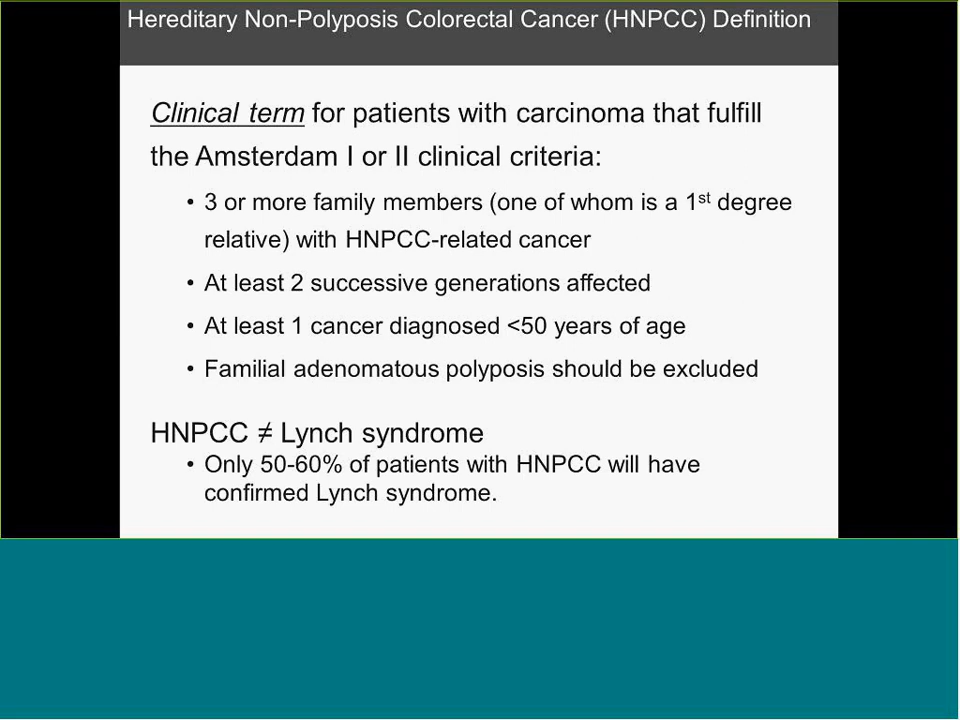 Hereditary Non-Polyposis Colorectal Cancer (HNPCC) Definition
Clinical term for patients with carcinoma that fulfill
the Amsterdam I or II clinical criteria:
• 3 or more family members (one of whom is a 1st degree
relative) with HNPCC-related cancer
• At least 2 successive generations affected
• At least 1 cancer diagnosed <50 years of age
• Familial adenomatous polyposis should be excluded
HNPCC ≠ Lynch syndrome
• Only 50-60% of patients with HNPCC will have
confirmed Lynch syndrome.